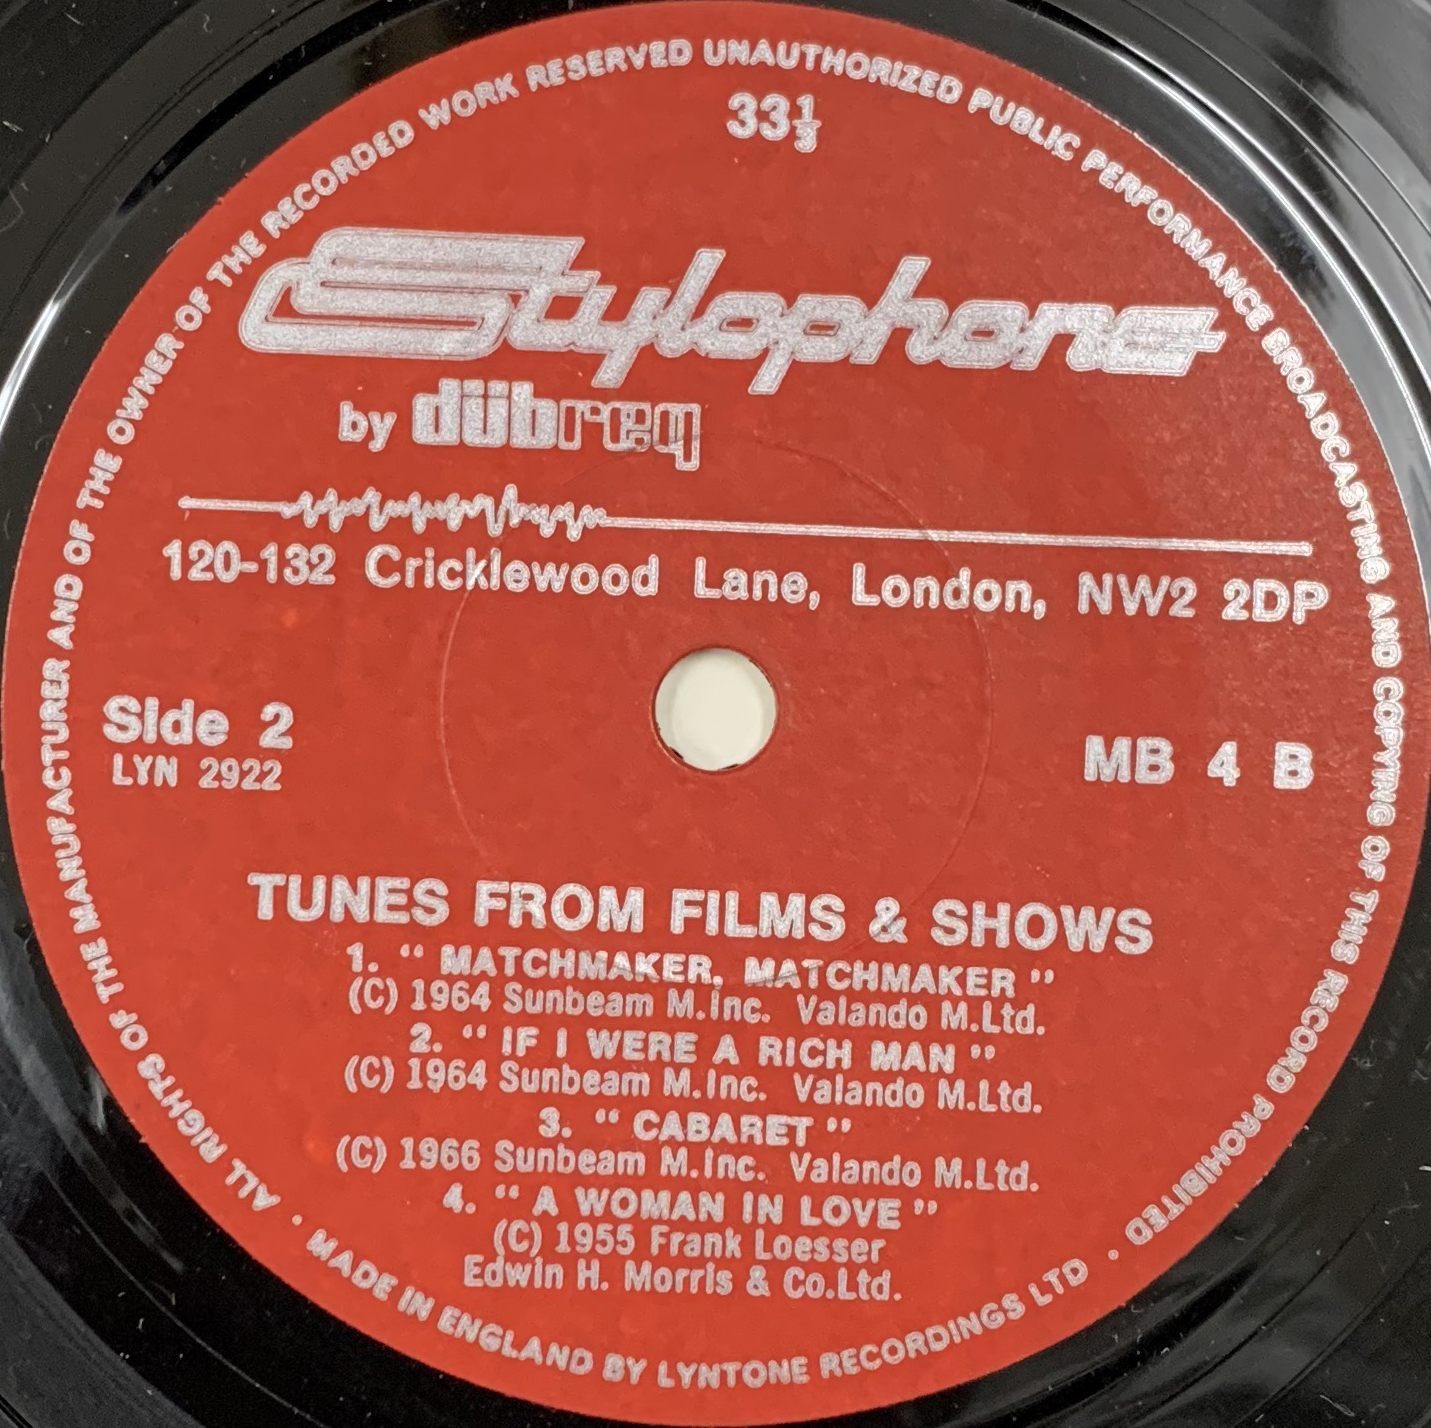 ALL RIGHTS OF THE MANUFACTURER AND OF THE OWNER OF THE RECORDED WORK RESERVED UNAUTHORIZED PUBLIC PERFORMANCE BROADCASTING AND COPYING OF THIS RECORD PROHIBITED
33⅓
Stylophone
by dübreq
120-132 Cricklewood Lane, London, NW2 2DP
Side 2
LYN 2922
MB 4 B
TUNES FROM FILMS & SHOWS
1. “ MATCHMAKER, MATCHMAKER ”
(C) 1964 Sunbeam M.Inc. Valando M.Ltd.
2. “ IF I WERE A RICH MAN ”
(C) 1964 Sunbeam M.Inc. Valando M.Ltd.
3. “ CABARET ”
(C) 1966 Sunbeam M.Inc. Valando M.Ltd.
4. “ A WOMAN IN LOVE ”
(C) 1955 Frank Loesser
Edwin H. Morris & Co.Ltd.
· MADE IN ENGLAND BY LYNTONE RECORDINGS LTD ·